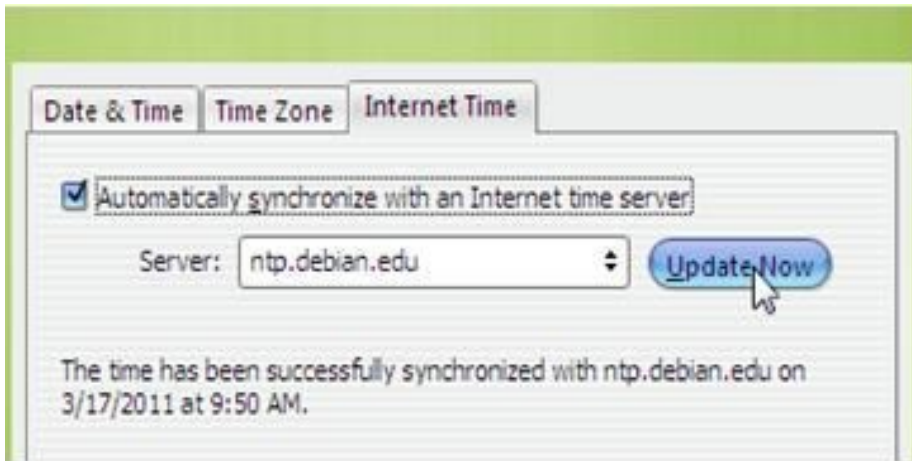 Date & Time
Time Zone
Internet Time
Automatically synchronize with an Internet time server
Server:
ntp.debian.edu
Update Now
The time has been successfully synchronized with ntp.debian.edu on
3/17/2011 at 9:50 AM.